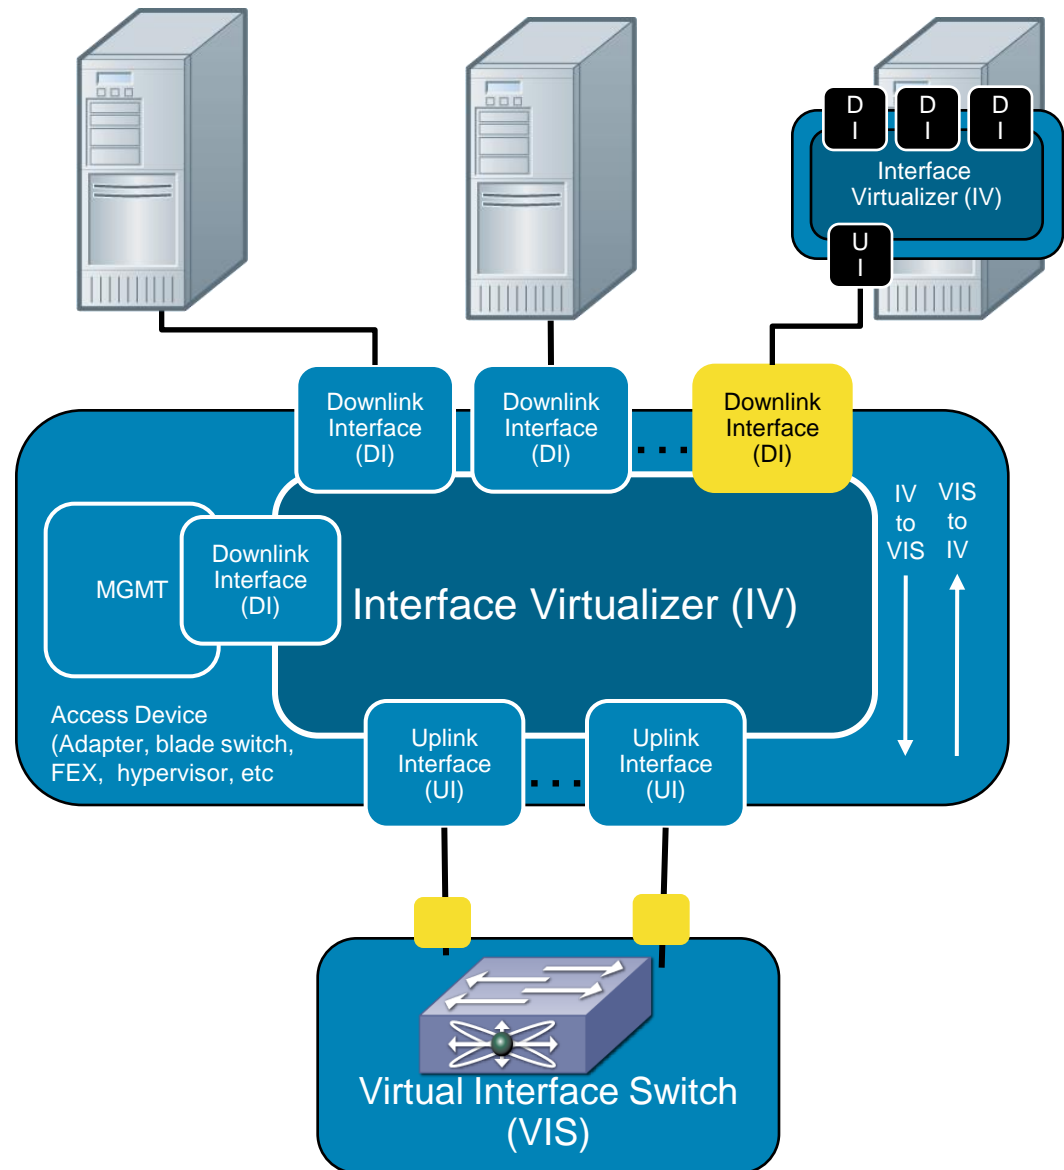 D
I
D
I
D
I
Interface
Virtualizer (IV)
U
I
Downlink
Interface
(DI)
Downlink
Interface
(DI)
. . .
Downlink
Interface
(DI)
IV
to
VIS
VIS
to
IV
MGMT
Downlink
Interface
(DI)
Interface Virtualizer (IV)
Access Device
(Adapter, blade switch,
FEX,  hypervisor, etc
Uplink
Interface
(UI)
. . .
Uplink
Interface
(UI)
Virtual Interface Switch
(VIS)